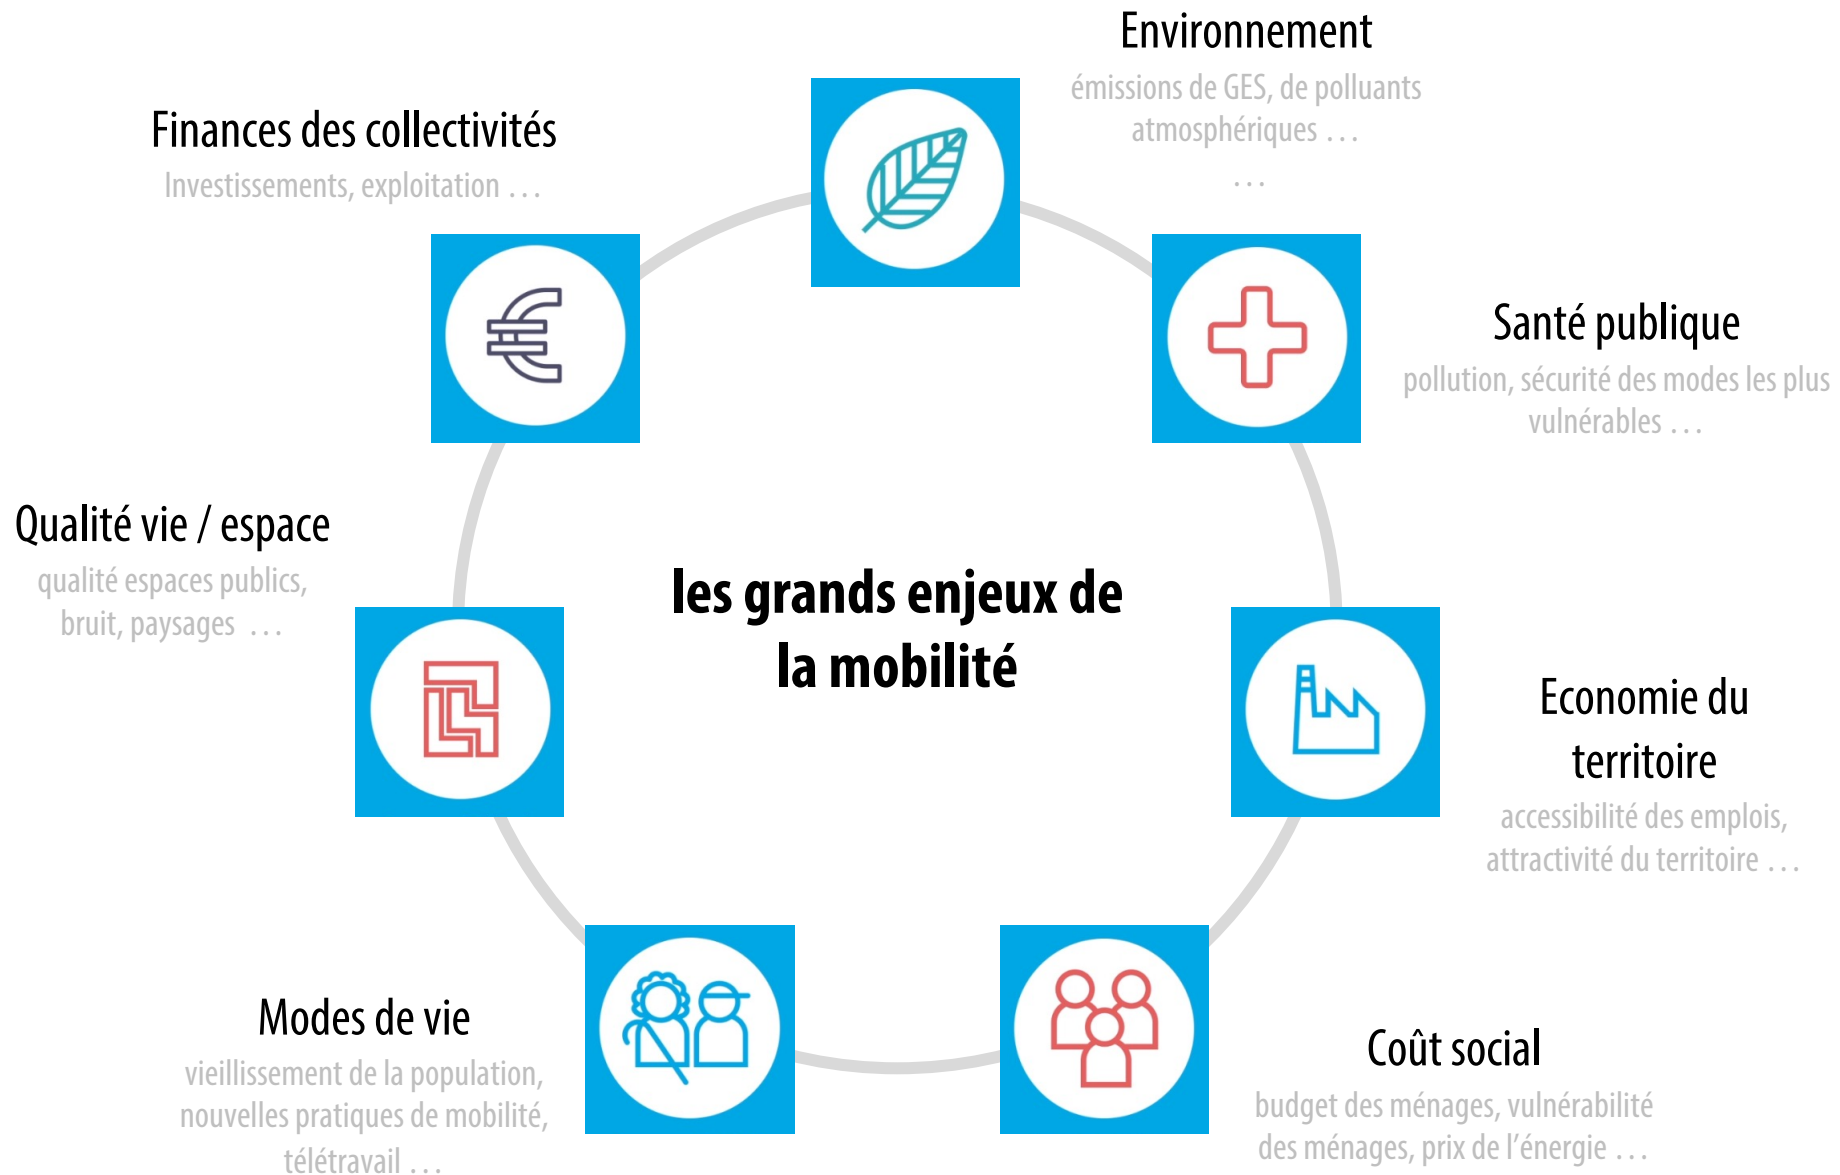 Environnement
émissions de GES, de polluants
atmosphériques …
…
Finances des collectivités
Investissements, exploitation …
Santé publique
pollution, sécurité des modes les plus
vulnérables …
Qualité vie / espace
qualité espaces publics,
bruit, paysages …
les grands enjeux de
la mobilité
Economie du
territoire
accessibilité des emplois,
attractivité du territoire …
Modes de vie
vieillissement de la population,
nouvelles pratiques de mobilité,
télétravail …
Coût social
budget des ménages, vulnérabilité
des ménages, prix de l’énergie …